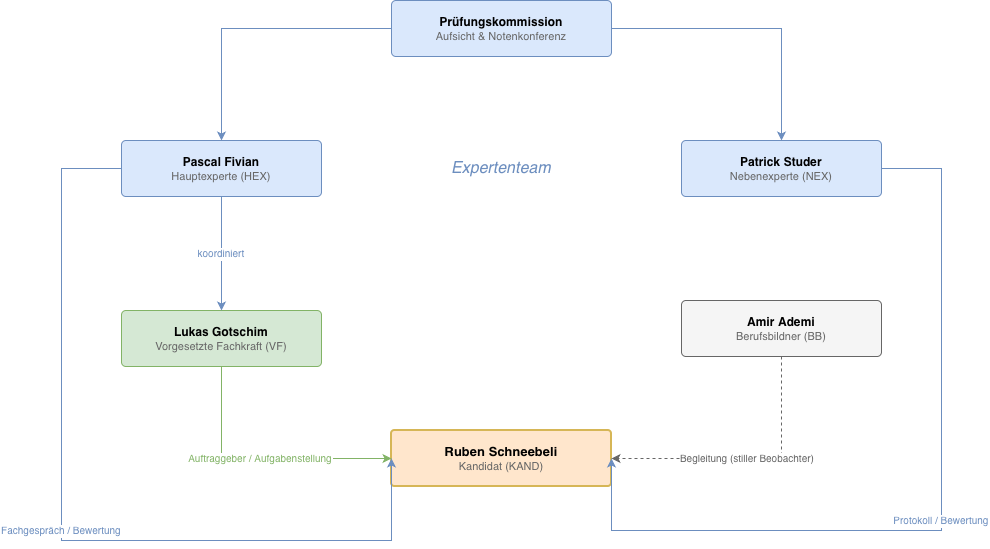 Prüfungskommission
Aufsicht & Notenkonferenz
Pascal Fivian
Hauptexperte (HEX)
Expertenteam
Patrick Studer
Nebenexperte (NEX)
koordiniert
Lukas Gotschim
Vorgesetzte Fachkraft (VF)
Amir Ademi
Berufsbildner (BB)
Ruben Schneebeli
Kandidat (KAND)
Auftraggeber / Aufgabenstellung
Begleitung (stiller Beobachter)
Fachgespräch / Bewertung
Protokoll / Bewertung